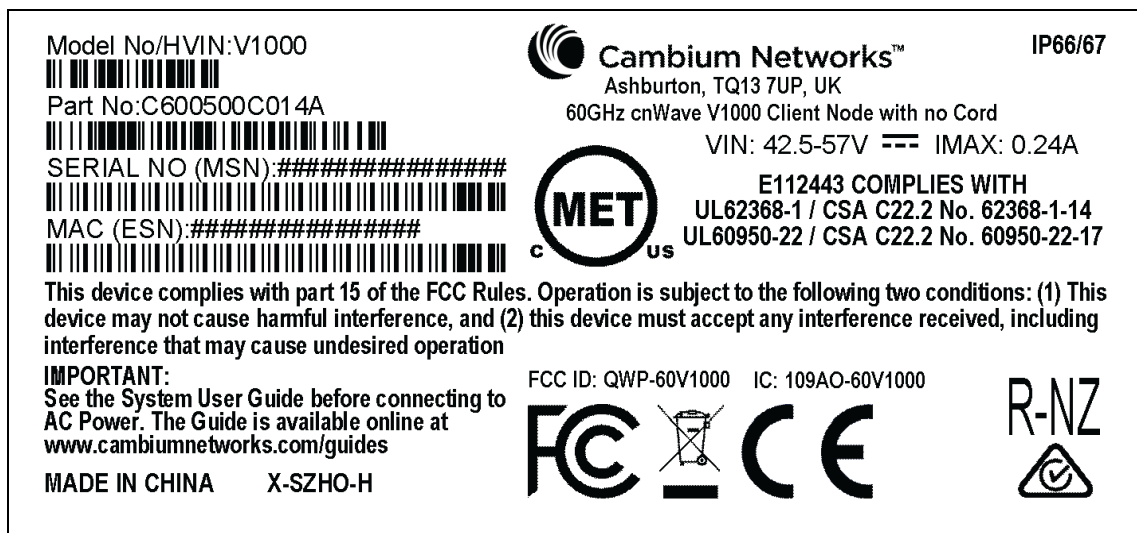 Model No/HVIN:V1000
Part No:C600500C014A
SERIAL NO (MSN):################
MAC (ESN):################
Cambium Networks™
IP66/67
Ashburton, TQ13 7UP, UK
60GHz cnWave V1000 Client Node with no Cord
VIN: 42.5-57V IMAX: 0.24A
MET
C US
E112443 COMPLIES WITH
UL62368-1 / CSA C22.2 No. 62368-1-14
UL60950-22 / CSA C22.2 No. 60950-22-17
This device complies with part 15 of the FCC Rules. Operation is subject to the following two conditions: (1) This
device may not cause harmful interference, and (2) this device must accept any interference received, including
interference that may cause undesired operation
IMPORTANT:
See the System User Guide before connecting to
AC Power. The Guide is available online at
www.cambiumnetworks.com/guides
MADE IN CHINA X-SZHO-H
FCC ID: QWP-60V1000 IC: 109AO-60V1000
FC CE
R-NZ